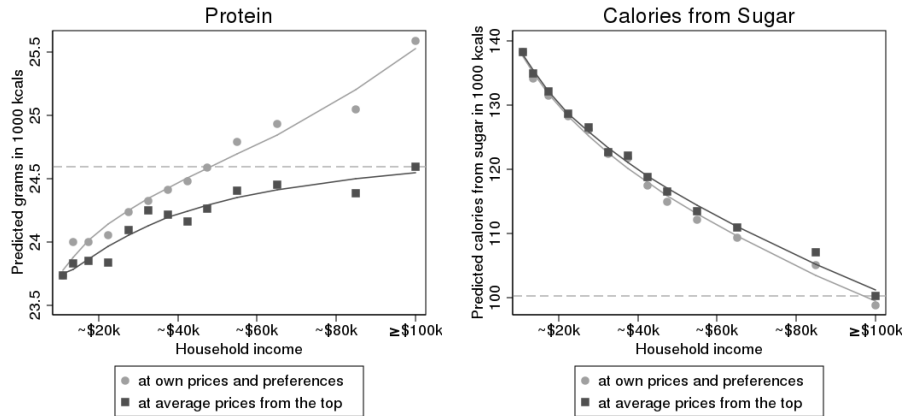 Protein
Predicted grams in 1000 kcals
25.5
25
24.5
24
23.5
~$20k
~$40k
~$60k
~$80k
≥ $100k
Household income
at own prices and preferences
at average prices from the top
Calories from Sugar
Predicted calories from sugar in 1000 kcals
140
130
120
110
100
~$20k
~$40k
~$60k
~$80k
≥ $100k
Household income
at own prices and preferences
at average prices from the top